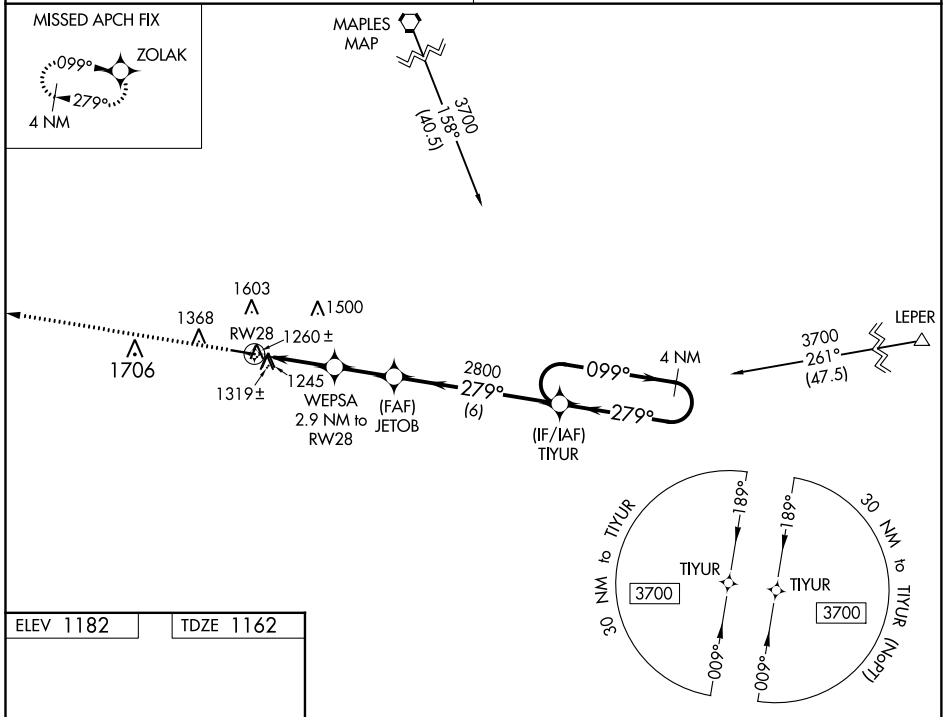 MISSED APCH FIX
ZOLAK
099°
279°
4 NM
MAPLES
MAP
3700
158°
(40.5)
1603
1500
1368
RW28
1260 ±
1706
1319 ±
1245
WEPSA
2.9 NM to
RW28
(FAF)
JETOB
2800
279°
(6)
099°
4 NM
279°
(IF/IAF)
TIYUR
LEPER
3700
261°
(47.5)
30 NM to TIYUR
189°
TIYUR
3700
009°
189°
30 NM to TIYUR (NoPT)
TIYUR
3700
009°
ELEV 1182
TDZE 1162